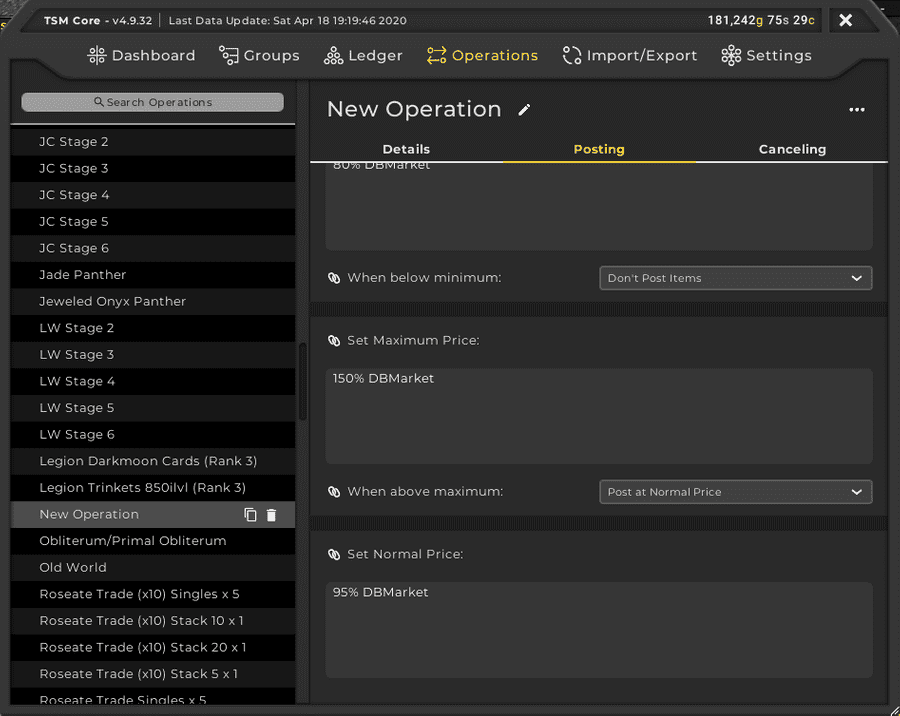 TSM Core - v4.9.32 Last Data Update: Sat Apr 18 19:19:46 2020 181,242g 75s 29c
Dashboard Groups Ledger Operations Import/Export Settings
Search Operations
JC Stage 2
JC Stage 3
JC Stage 4
JC Stage 5
JC Stage 6
Jade Panther
Jeweled Onyx Panther
LW Stage 2
LW Stage 3
LW Stage 4
LW Stage 5
LW Stage 6
Legion Darkmoon Cards (Rank 3)
Legion Trinkets 850ilvl (Rank 3)
New Operation
Obliterum/Primal Obliterum
Old World
Roseate Trade (x10) Singles x 5
Roseate Trade (x10) Stack 10 x 1
Roseate Trade (x10) Stack 20 x 1
Roseate Trade (x10) Stack 5 x 1
Roseate Trade Singles x 5
New Operation
Details Posting Canceling
80% DBMarket
When below minimum: Don't Post Items
Set Maximum Price:
150% DBMarket
When above maximum: Post at Normal Price
Set Normal Price:
95% DBMarket